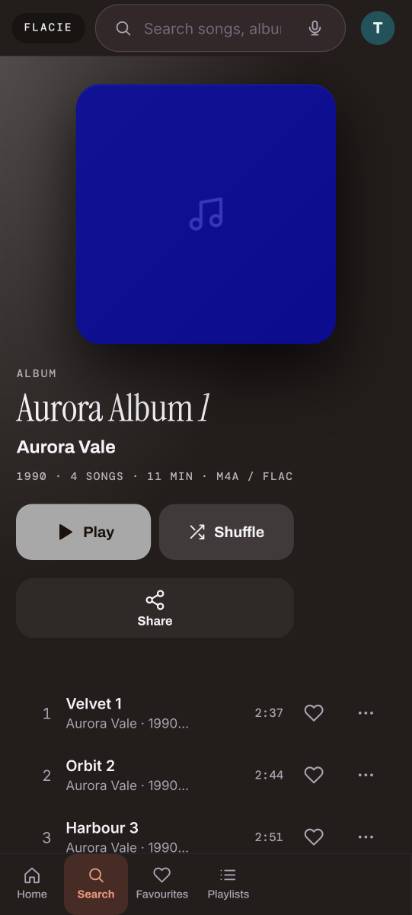 FLACIE
Search songs, albu
T
ALBUM
Aurora Album 1
Aurora Vale
1990 · 4 SONGS · 11 MIN · M4A / FLAC
Play
Shuffle
Share
1 Velvet 1 2:37
Aurora Vale · 1990...
2 Orbit 2 2:44
Aurora Vale · 1990...
3 Harbour 3 2:51
Aurora Vale · 1990...
Home Search Favourites Playlists